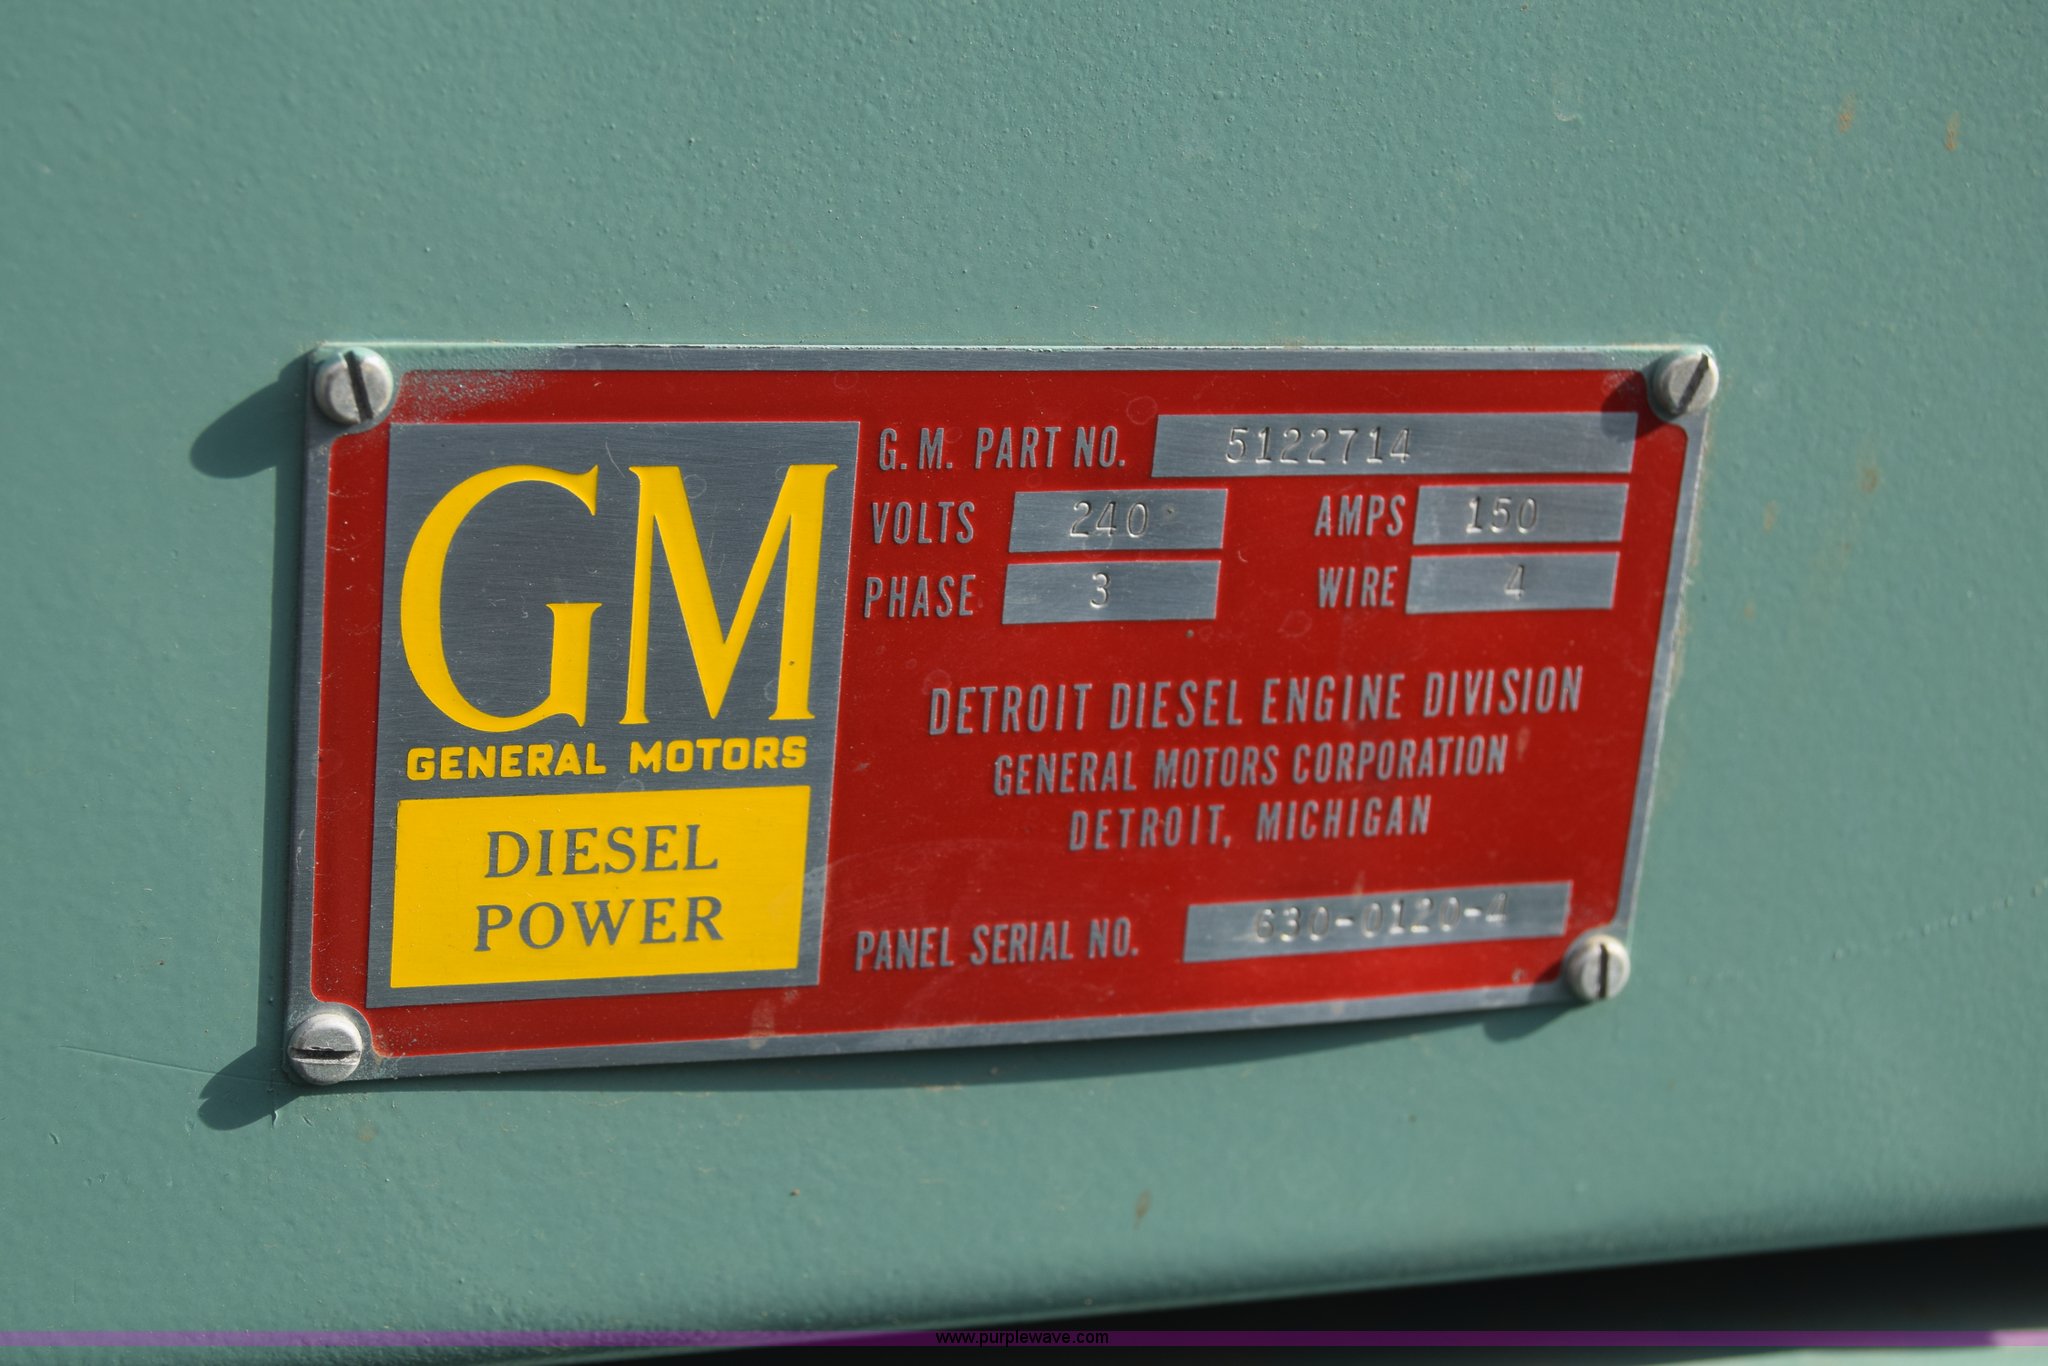 GM
GENERAL MOTORS
DIESEL
POWER
G.M. PART NO. 5122714
VOLTS 240 AMPS 150
PHASE 3 WIRE 4
DETROIT DIESEL ENGINE DIVISION
GENERAL MOTORS CORPORATION
DETROIT, MICHIGAN
PANEL SERIAL NO. 630-0120-4
www.purplewave.com